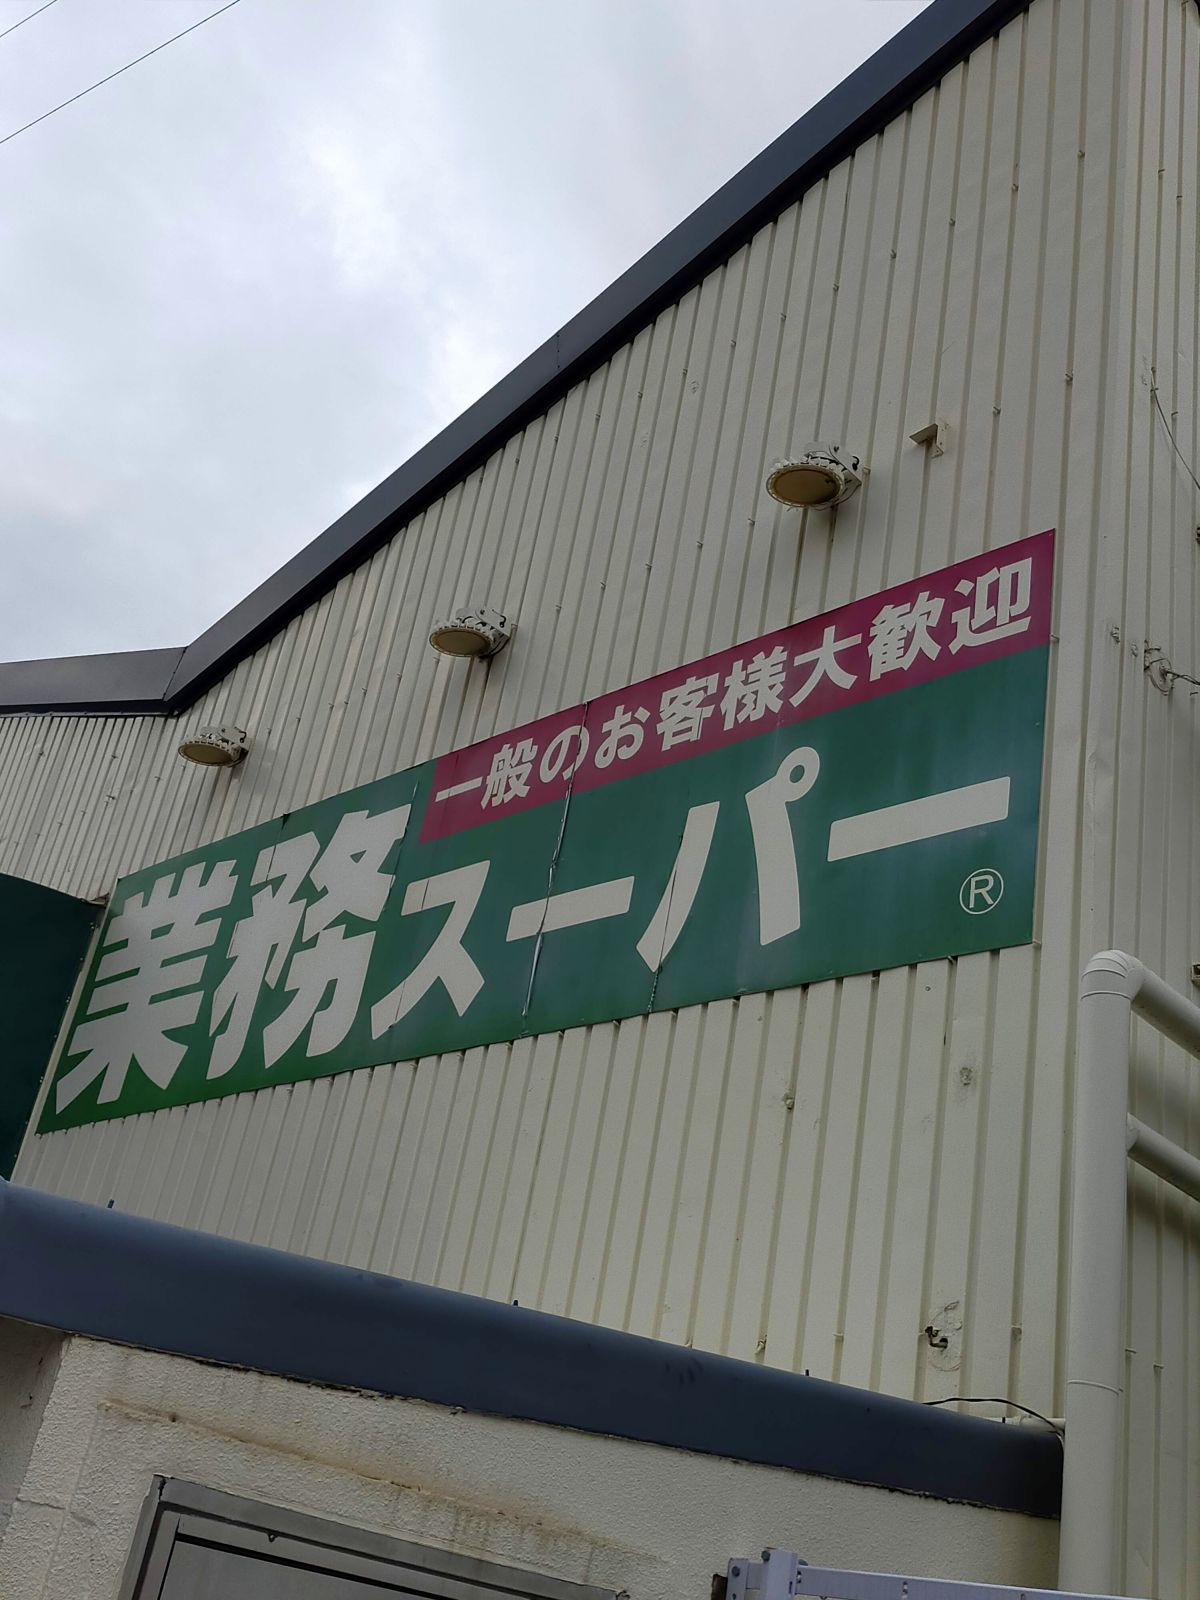 一般のお客様大歓迎
業務スーパー
®